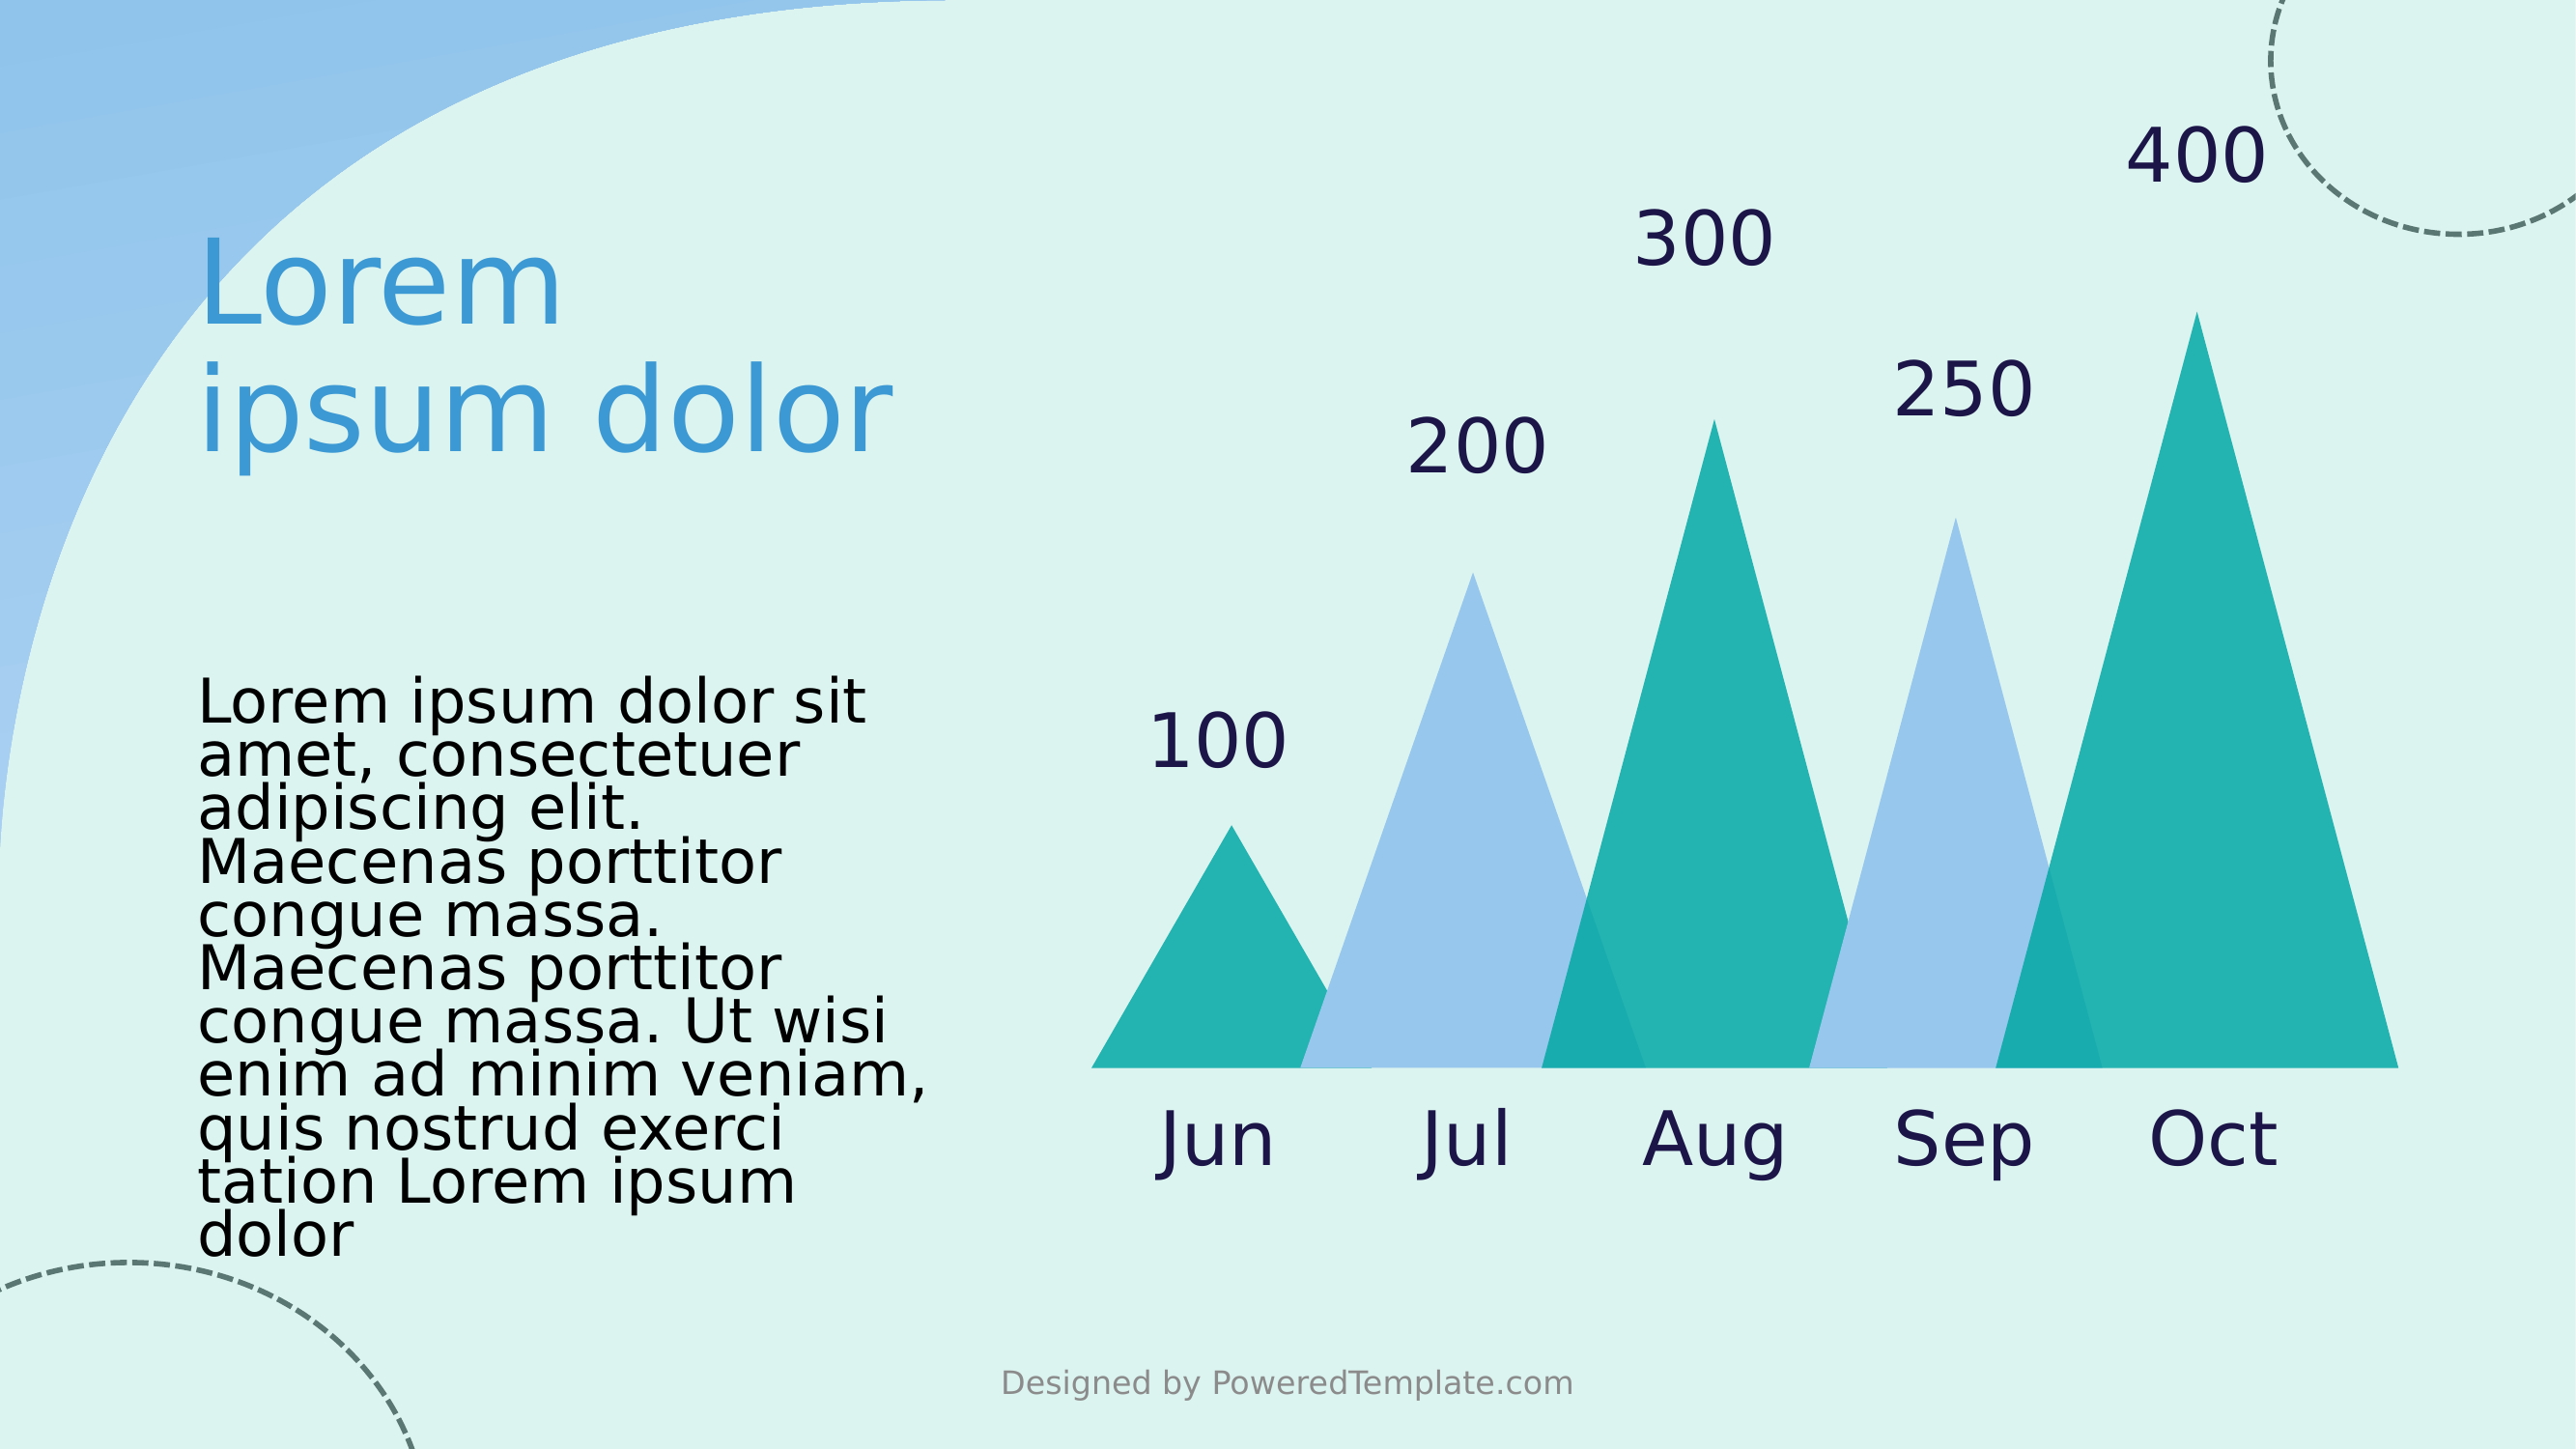 Lorem
ipsum dolor
Lorem ipsum dolor sit
amet, consectetuer
adipiscing elit.
Maecenas porttitor
congue massa.
Maecenas porttitor
congue massa. Ut wisi
enim ad minim veniam,
quis nostrud exerci
tation Lorem ipsum
dolor
100
200
300
250
400
Jun
Jul
Aug
Sep
Oct
Designed by PoweredTemplate.com